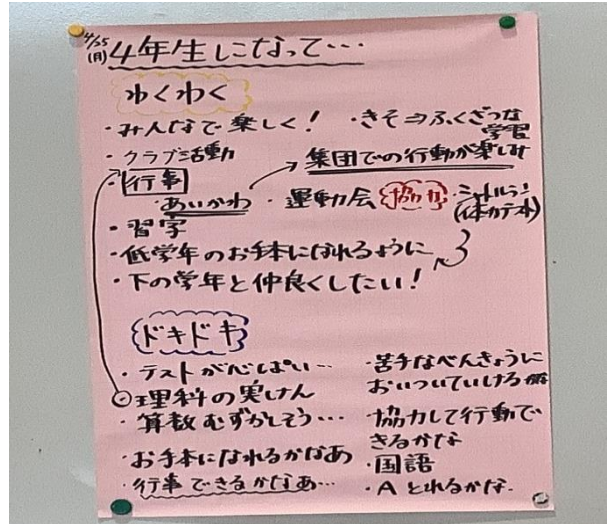 4/25
(月)
4年生になって…
わくわく
・みんなで楽しく! ・きそ⇒ふくざつな
学習
・クラブ活動
→集団での行動が楽しみ
・行事
・あいかわ ・運動会 協力 ・シャトルラン
(体力テスト)
・習字
・低学年のお手本になれるように
・下の学年と仲良くしたい!
ドキドキ
・テストが心ぱい… ・苦手なべんきょうに
おいついていけるか
理科の実けん
・算数むずかしそう… ・協力して行動で
きるかな
・お手本になれるかなあ
・国語
・行事できるかなあ… ・Aとれるかな